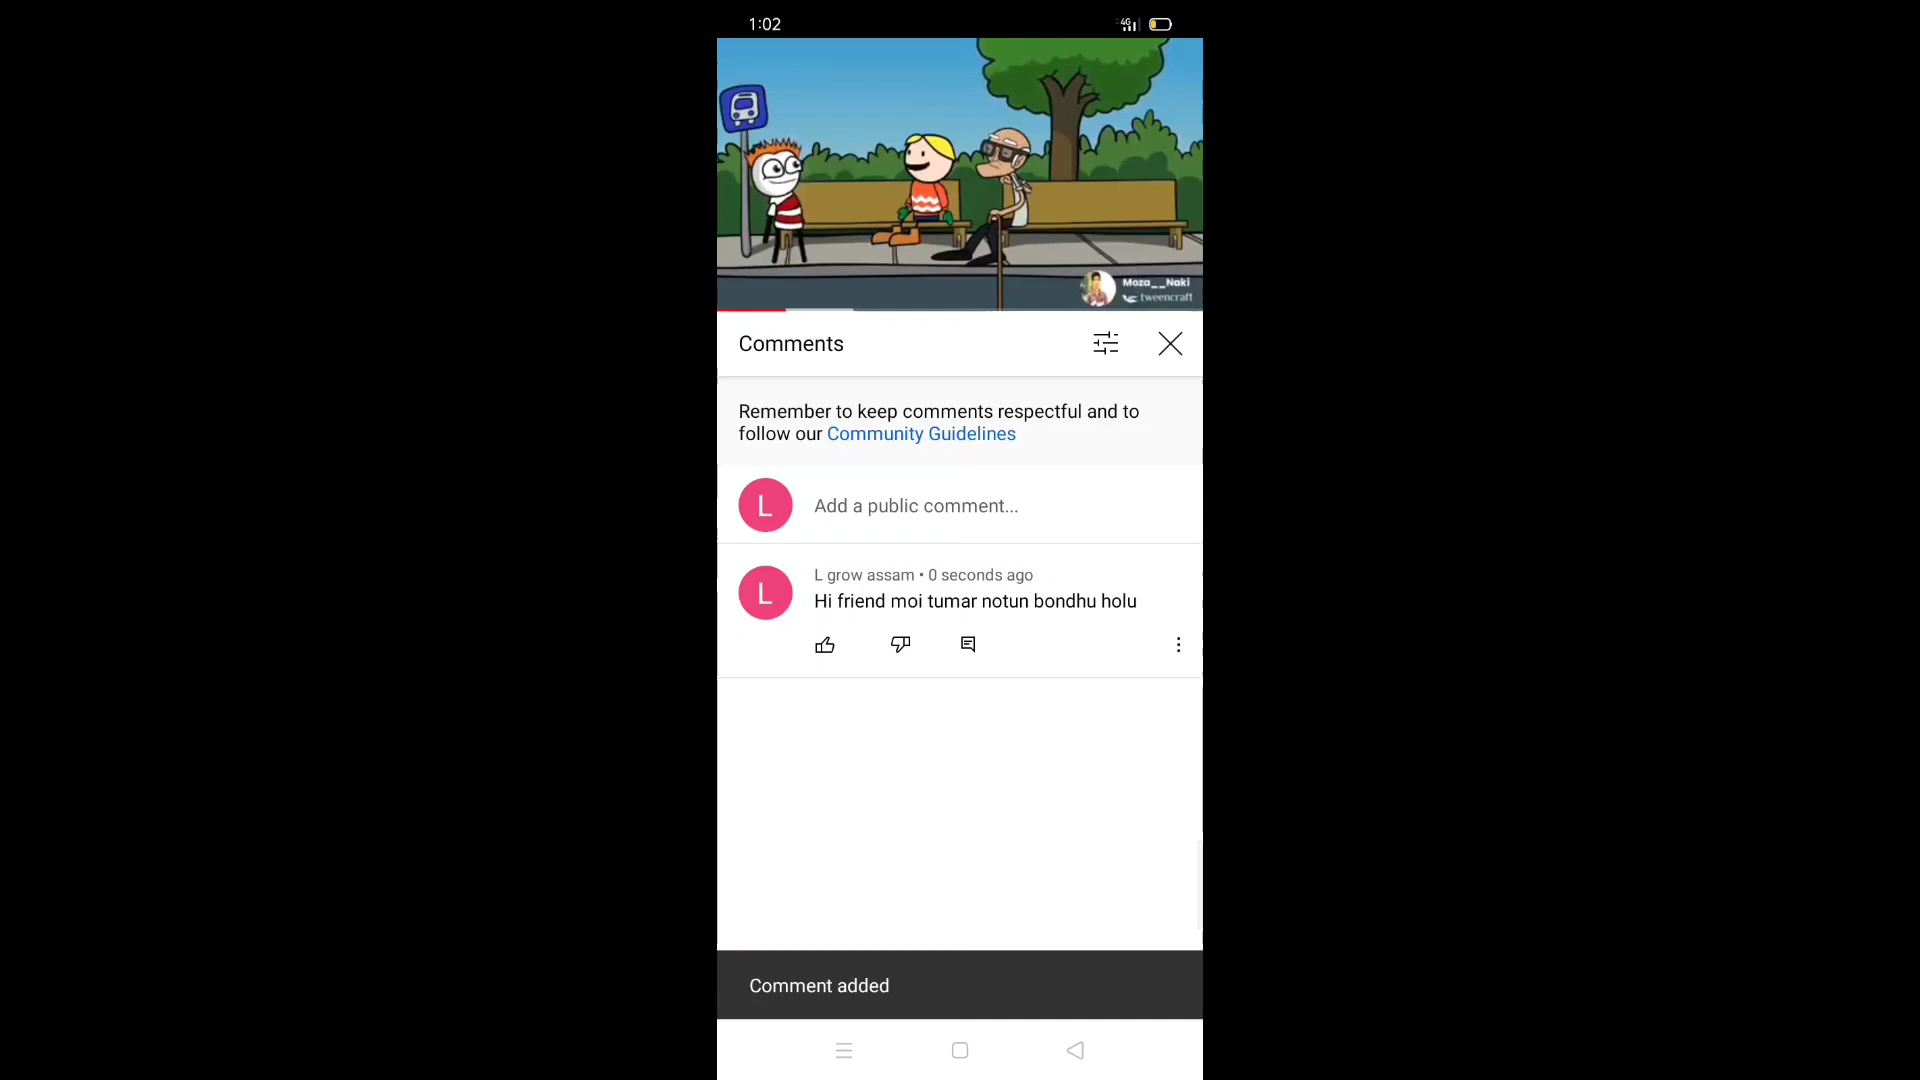 1:02
4G
Moza__Naki
tweencraft
Comments
Remember to keep comments respectful and to
follow our Community Guidelines
L
Add a public comment...
L
L grow assam • 0 seconds ago
Hi friend moi tumar notun bondhu holu
Comment added